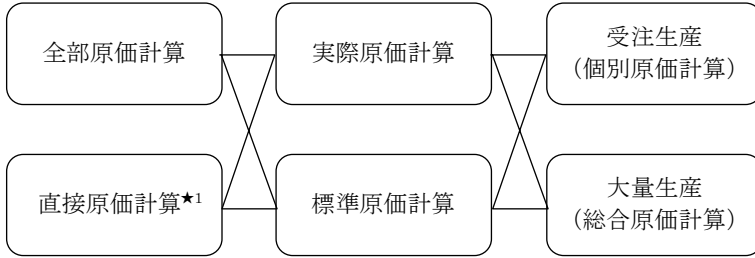 全部原価計算
実際原価計算
受注生産
（個別原価計算）
直接原価計算★1
標準原価計算
大量生産
（総合原価計算）